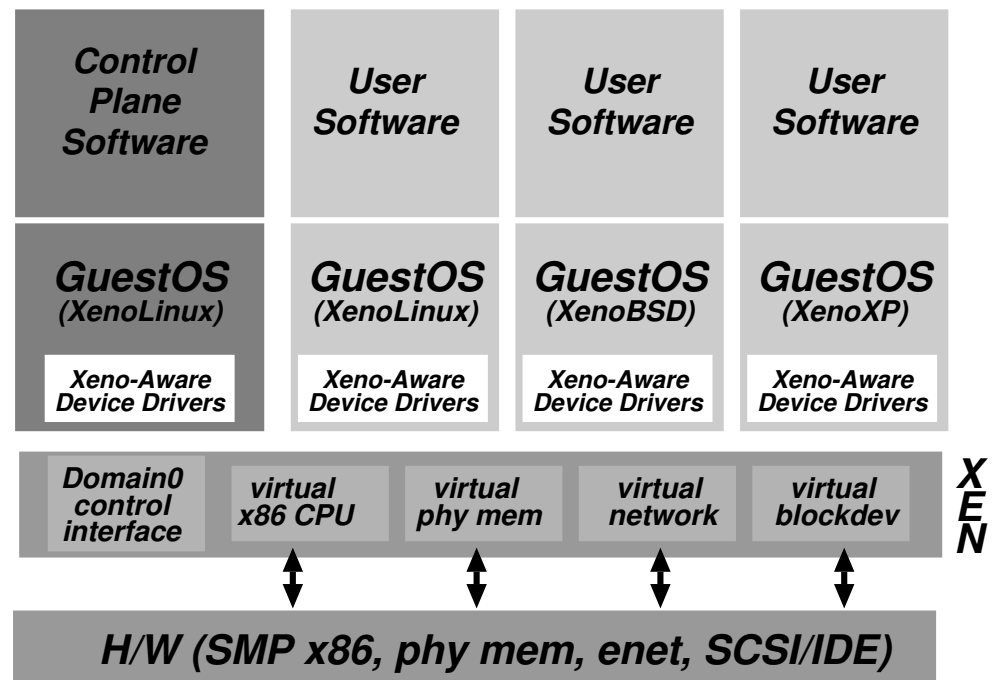 Control
Plane
Software
User
Software
User
Software
User
Software
GuestOS
(XenoLinux)
Xeno-Aware
Device Drivers
GuestOS
(XenoLinux)
Xeno-Aware
Device Drivers
GuestOS
(XenoBSD)
Xeno-Aware
Device Drivers
GuestOS
(XenoXP)
Xeno-Aware
Device Drivers
Domain0
control
interface
virtual
x86 CPU
virtual
phy mem
virtual
network
virtual
blockdev
XEN
H/W (SMP x86, phy mem, enet, SCSI/IDE)